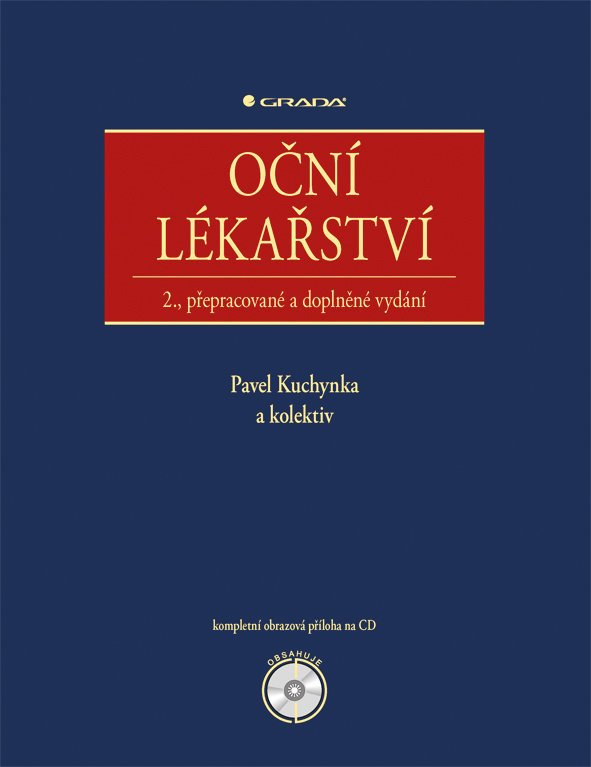 GRADA®
OČNÍ
LÉKAŘSTVÍ
2., přepracované a doplněné vydání
Pavel Kuchynka
a kolektiv
kompletní obrazová příloha na CD
OBSAHUJE